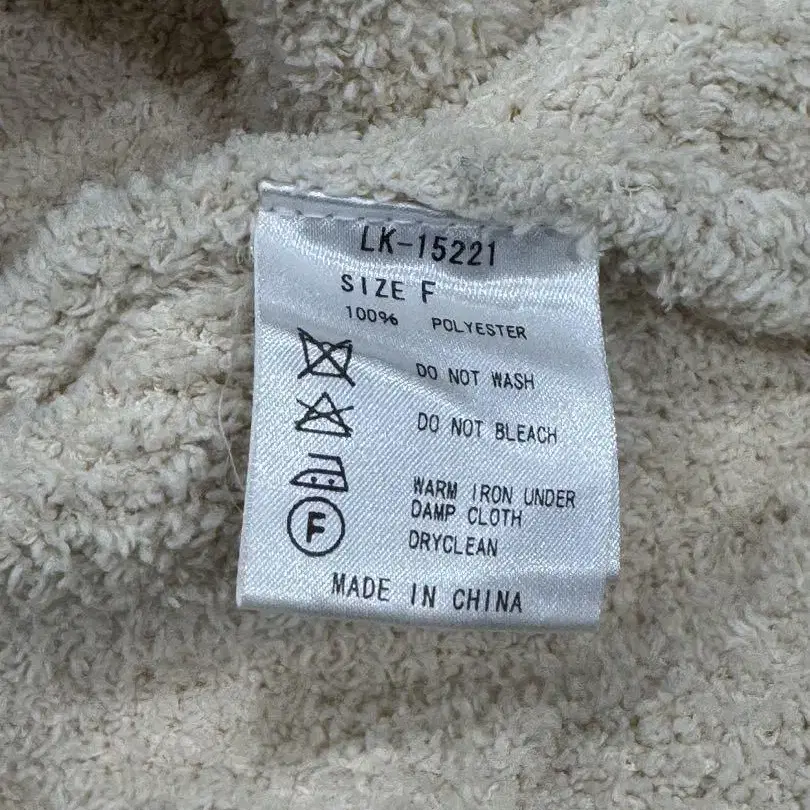 LK-15221
SIZE F
100% POLYESTER
DO NOT WASH
DO NOT BLEACH
WARM IRON UNDER
DAMP CLOTH
F DRYCLEAN
MADE IN CHINA